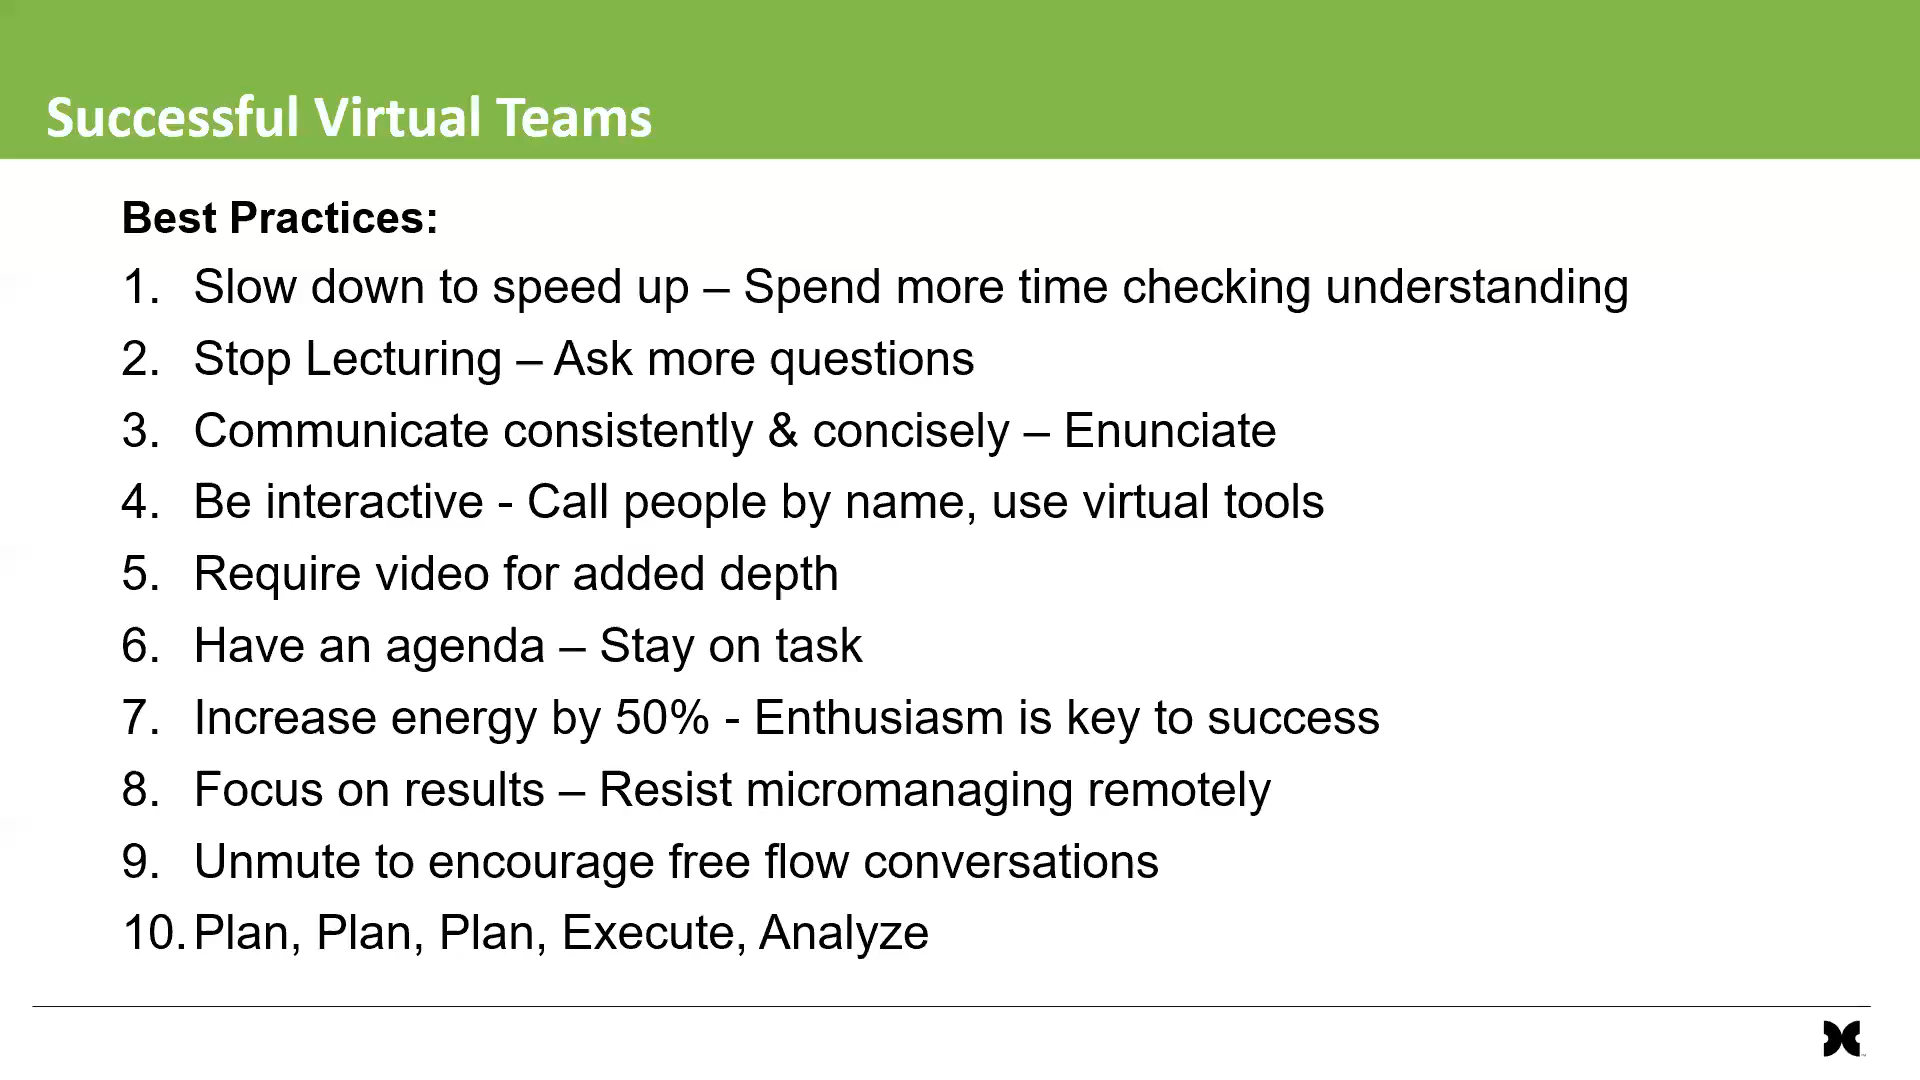 Successful Virtual Teams
Best Practices:
1. Slow down to speed up – Spend more time checking understanding
2. Stop Lecturing – Ask more questions
3. Communicate consistently & concisely – Enunciate
4. Be interactive - Call people by name, use virtual tools
5. Require video for added depth
6. Have an agenda – Stay on task
7. Increase energy by 50% - Enthusiasm is key to success
8. Focus on results – Resist micromanaging remotely
9. Unmute to encourage free flow conversations
10. Plan, Plan, Plan, Execute, Analyze